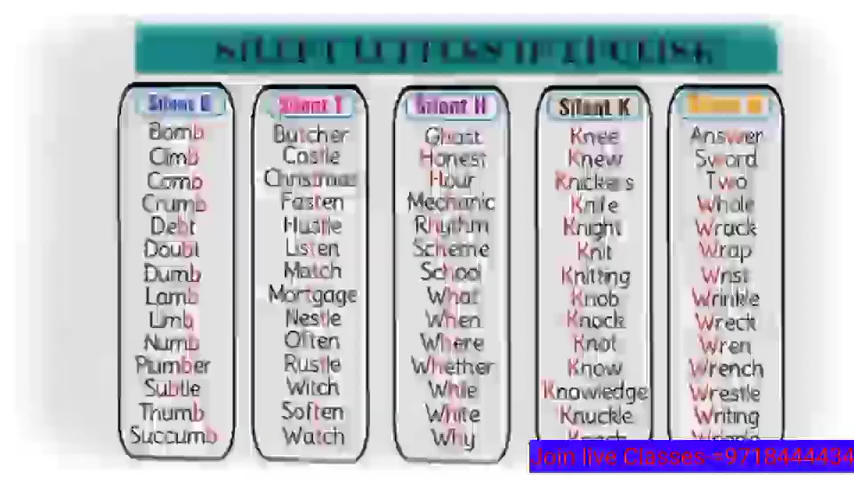 SILENT LETTERS IN ENGLISH
Silent B
Bomb
Climb
Comb
Crumb
Debt
Doubt
Dumb
Lamb
Limb
Numb
Plumber
Subtle
Thumb
Succumb
Silent T
Butcher
Castle
Christmas
Fasten
Hustle
Listen
Match
Mortgage
Nestle
Often
Rustle
Witch
Soften
Watch
Silent H
Ghost
Honest
Hour
Mechanic
Rhythm
Scheme
School
What
When
Where
Whether
While
White
Why
Silent K
Knee
Knew
Knickers
Knife
Knight
Knit
Knitting
Knob
Knock
Knot
Know
Knowledge
Knuckle
Silent W
Answer
Sword
Two
Whole
Wrack
Wrap
Wrist
Wrinkle
Wreck
Wren
Wrench
Wrestle
Writing
Join live Classes-=9718444434